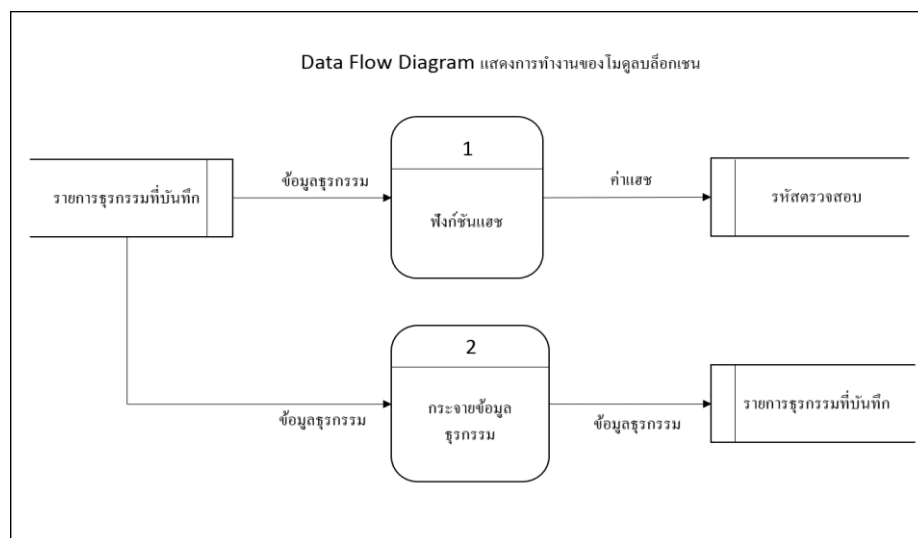 Data Flow Diagram แสดงการทำงานของโมดูลบล็อกเชน
1
รายการธุรกรรมที่บันทึก
ข้อมูลธุรกรรม
ฟังก์ชันแฮช
ค่าแฮช
รหัสตรวจสอบ
2
ข้อมูลธุรกรรม
กระจายข้อมูล
ธุรกรรม
ข้อมูลธุรกรรม
รายการธุรกรรมที่บันทึก